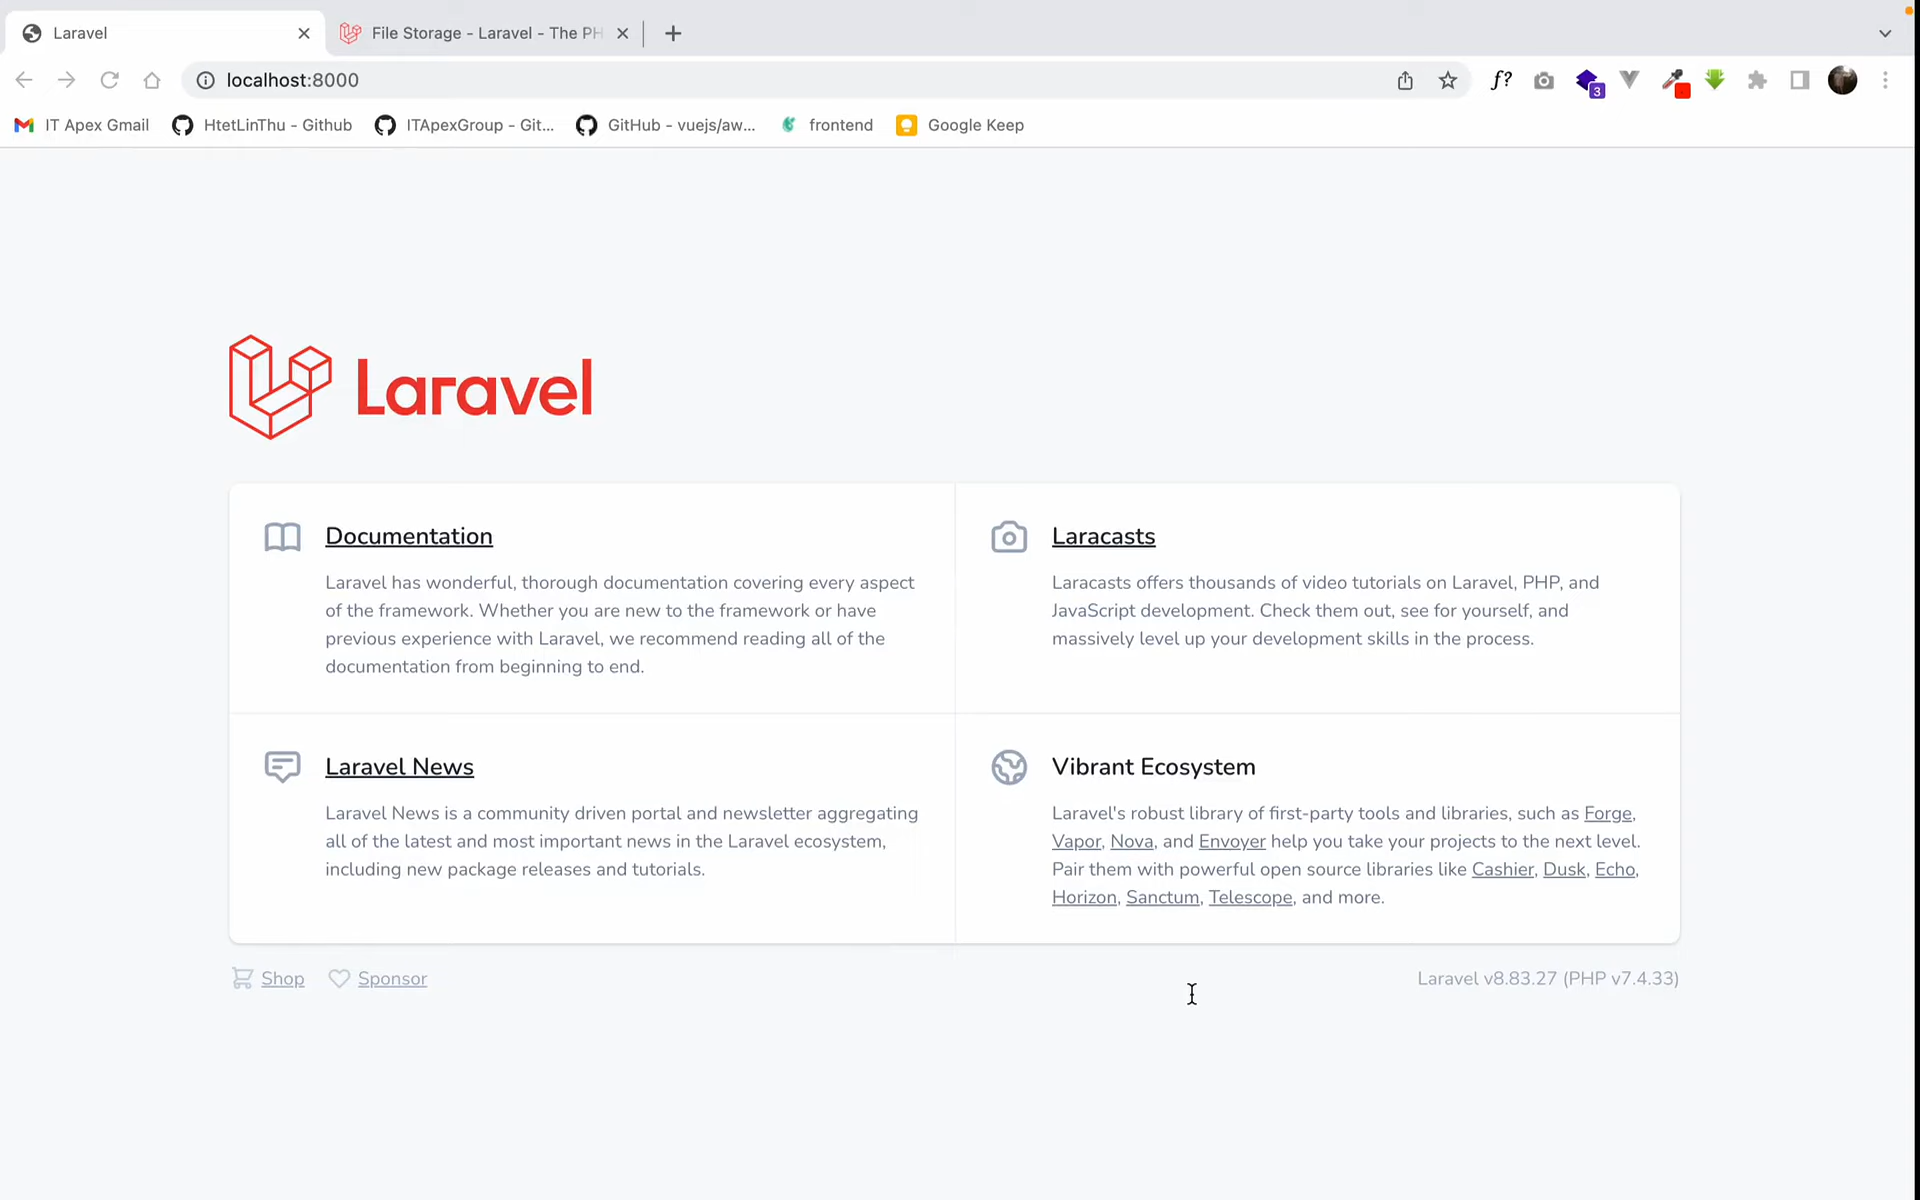 Laravel
File Storage - Laravel - The PH
localhost:8000
f?
3
IT Apex Gmail
HtetLinThu - Github
ITApexGroup - Git...
GitHub - vuejs/aw...
frontend
Google Keep
Laravel
Documentation
Laravel has wonderful, thorough documentation covering every aspect
of the framework. Whether you are new to the framework or have
previous experience with Laravel, we recommend reading all of the
documentation from beginning to end.
Laracasts
Laracasts offers thousands of video tutorials on Laravel, PHP, and
JavaScript development. Check them out, see for yourself, and
massively level up your development skills in the process.
Laravel News
Laravel News is a community driven portal and newsletter aggregating
all of the latest and most important news in the Laravel ecosystem,
including new package releases and tutorials.
Vibrant Ecosystem
Laravel's robust library of first-party tools and libraries, such as Forge,
Vapor, Nova, and Envoyer help you take your projects to the next level.
Pair them with powerful open source libraries like Cashier, Dusk, Echo,
Horizon, Sanctum, Telescope, and more.
Shop
Sponsor
Laravel v8.83.27 (PHP v7.4.33)